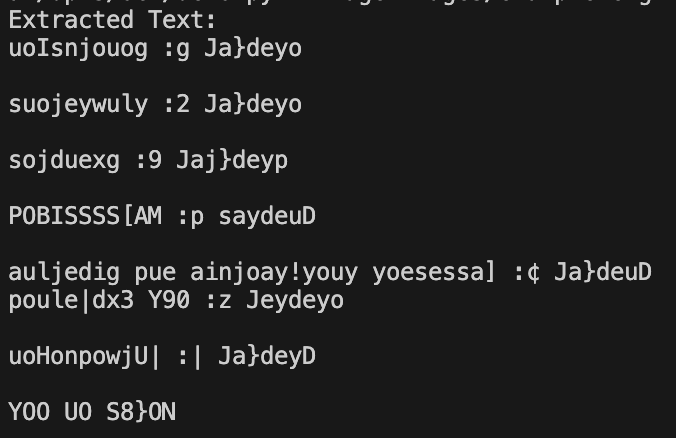 Extracted Text:
uoIsnjouog :g Ja}deyo
suojeywuly :2 Ja}deyo
sojduexg :9 Jaj}deyp
POBISSSS[AM :p saydeuD
auljedig pue ainjoay!youy yoesessa] :¢ Ja}deuD
poule|dx3 Y90 :z Jeydeyo
uoHonpowjU| :| Ja}deyD
YOO UO S8}ON